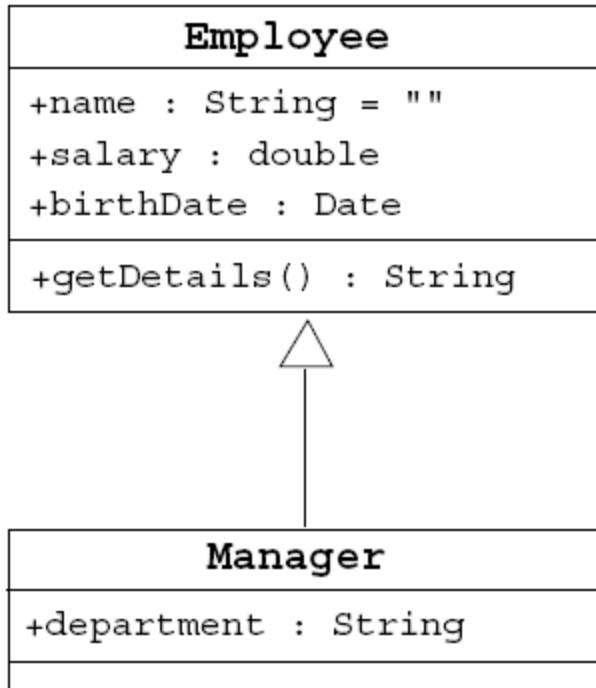 Employee
+name : String = ""
+salary : double
+birthDate : Date
+getDetails() : String
Manager
+department : String